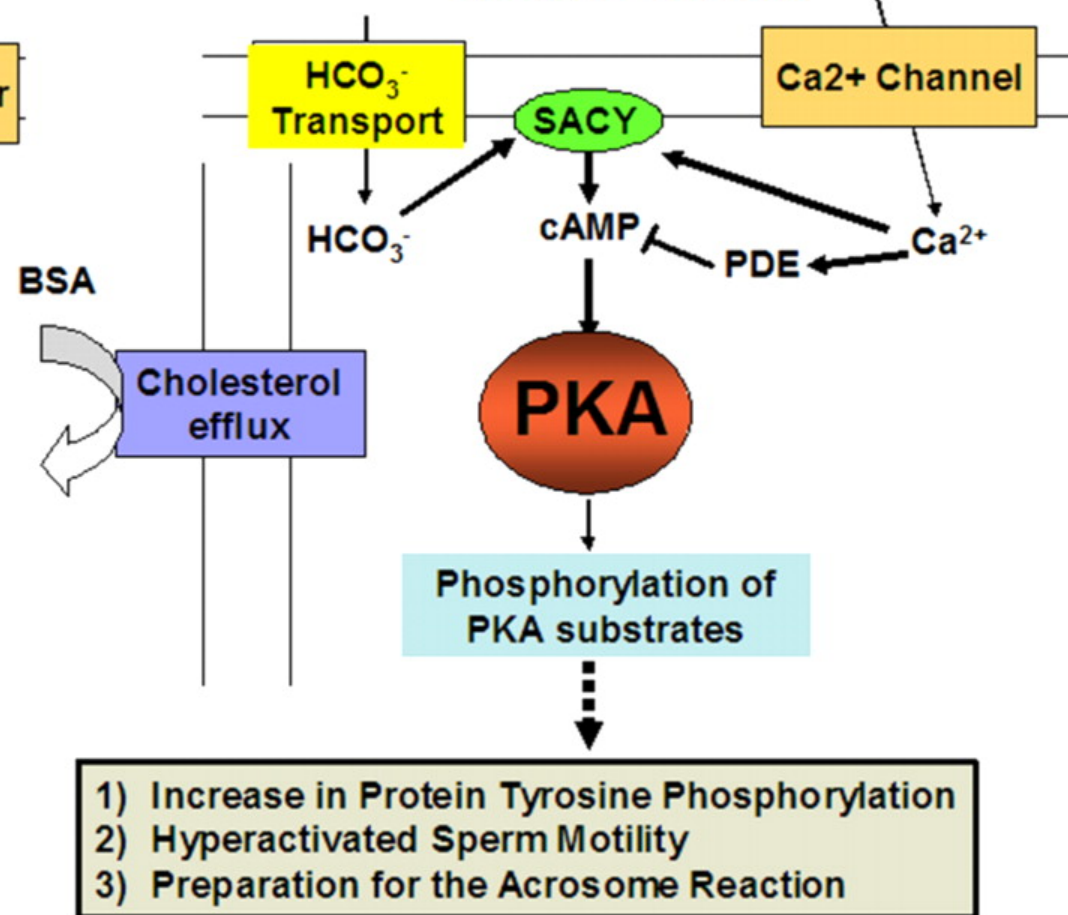 r
HCO₃⁻
Transport
SACY
Ca2+ Channel
HCO₃⁻
cAMP
PDE
Ca²⁺
BSA
Cholesterol
efflux
PKA
Phosphorylation of
PKA substrates
1) Increase in Protein Tyrosine Phosphorylation
2) Hyperactivated Sperm Motility
3) Preparation for the Acrosome Reaction